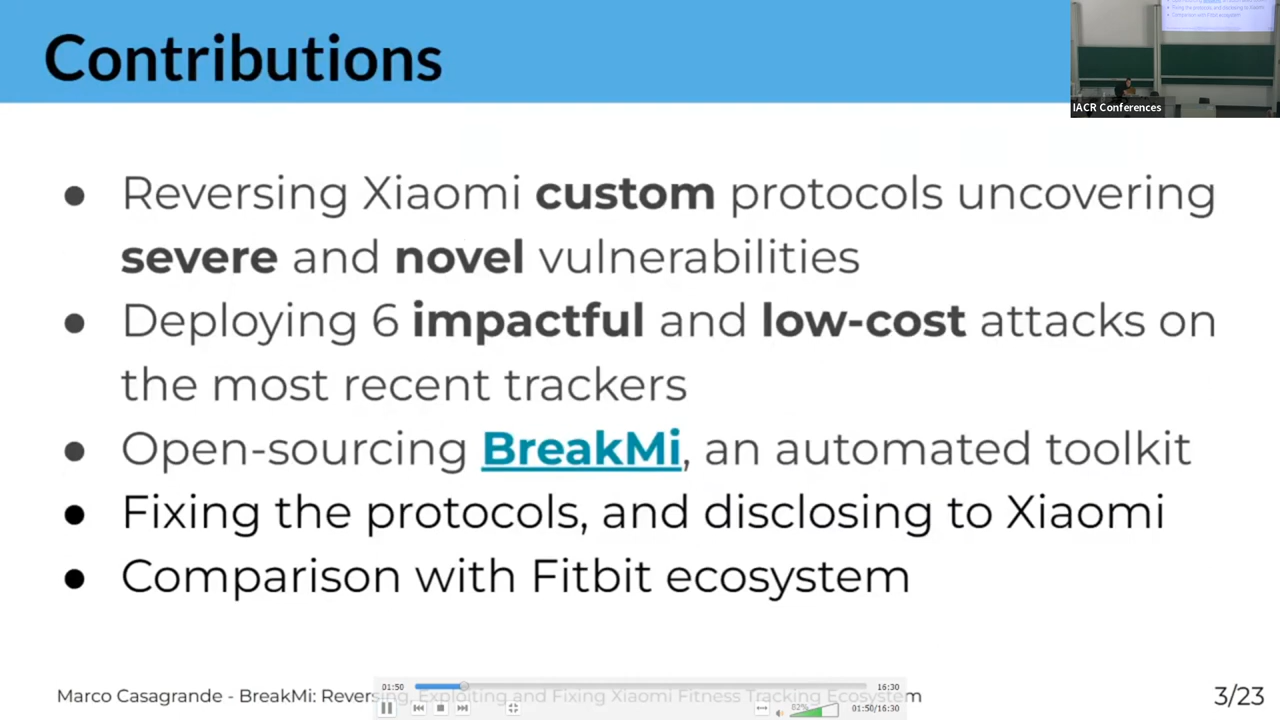 Contributions
IACR Conferences
● Reversing Xiaomi custom protocols uncovering
severe and novel vulnerabilities
● Deploying 6 impactful and low-cost attacks on
the most recent trackers
● Open-sourcing BreakMi, an automated toolkit
● Fixing the protocols, and disclosing to Xiaomi
● Comparison with Fitbit ecosystem
Marco Casagrande - BreakMi: Reversing, Exploiting and Fixing Xiaomi Fitness Tracking Ecosystem
3/23
01:50
16:30
82%
01:50/16:30